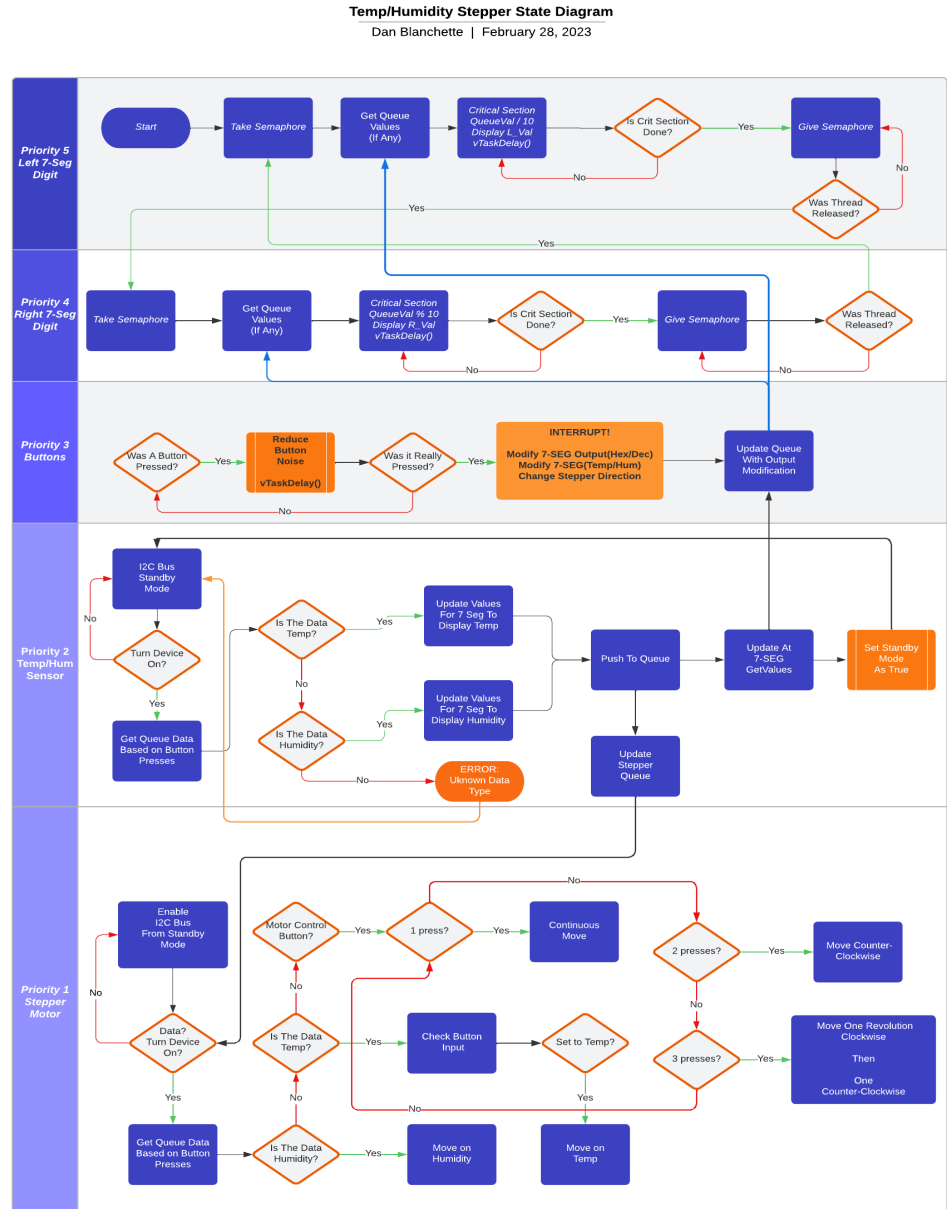 Temp/Humidity Stepper State Diagram
Dan Blanchette | February 28, 2023
Priority 5
Left 7-Seg
Digit
Start
Take Semaphore
Get Queue
Values
(If Any)
Critical Section
QueueVal / 10
Display L_Val
vTaskDelay()
Is Crit Section
Done?
Yes
No
Give Semaphore
No
Was Thread
Released?
Yes
Yes
Priority 4
Right 7-Seg
Digit
Take Semaphore
Get Queue
Values
(If Any)
Critical Section
QueueVal % 10
Display R_Val
vTaskDelay()
Is Crit Section
Done?
Yes
No
Give Semaphore
Was Thread
Released?
No
Priority 3
Buttons
Was A Button
Pressed?
Yes
Reduce
Button
Noise
vTaskDelay()
Was it Really
Pressed?
Yes
No
INTERRUPT!
Modify 7-SEG Output(Hex/Dec)
Modify 7-SEG(Temp/Hum)
Change Stepper Direction
Update Queue
With Output
Modification
Priority 2
Temp/Hum
Sensor
I2C Bus
Standby
Mode
No
Turn Device
On?
Yes
Get Queue Data
Based on Button
Presses
Is The Data
Temp?
Yes
No
Is The Data
Humidity?
Yes
No
Update Values
For 7 Seg To
Display Temp
Update Values
For 7 Seg To
Display Humidity
ERROR:
Uknown Data
Type
Push To Queue
Update
Stepper
Queue
Update At
7-SEG
GetValues
Set Standby
Mode
As True
Priority 1
Stepper
Motor
Enable
I2C Bus
From Standby
Mode
No
Data?
Turn Device
On?
Yes
Get Queue Data
Based on Button
Presses
Motor Control
Button?
Yes
No
Is The Data
Temp?
Yes
No
Is The Data
Humidity?
Yes
1 press?
Yes
No
Continuous
Move
Check Button
Input
Set to Temp?
Yes
Move on
Humidity
Move on
Temp
2 presses?
Yes
No
Move Counter-
Clockwise
3 presses?
Yes
No
Move One Revolution
Clockwise
Then
One
Counter-Clockwise